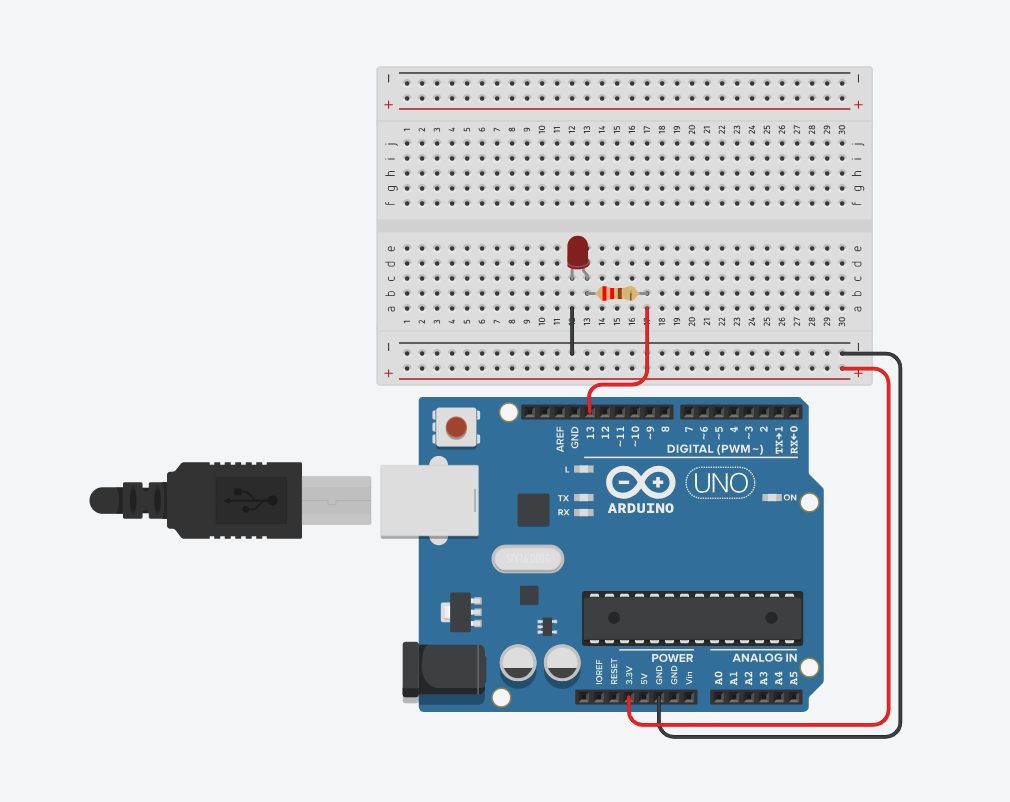 − −
+ +
1 2 3 4 5 6 7 8 9 10 11 12 13 14 15 16 17 18 19 20 21 22 23 24 25 26 27 28 29 30
j j
i i
h h
g g
f f
e e
d d
c c
b b
a a
1 2 3 4 5 6 7 8 9 10 11 12 13 14 15 16 17 18 19 20 21 22 23 24 25 26 27 28 29 30
− −
+ +
AREF GND 13 12 ~11 ~10 ~9 8 7 ~6 ~5 4 ~3 2 TX→1 RX←0
DIGITAL (PWM~)
L
TX
RX
ARDUINO
UNO
ON
POWER ANALOG IN
IOREF RESET 3.3V 5V GND GND Vin A0 A1 A2 A3 A4 A5